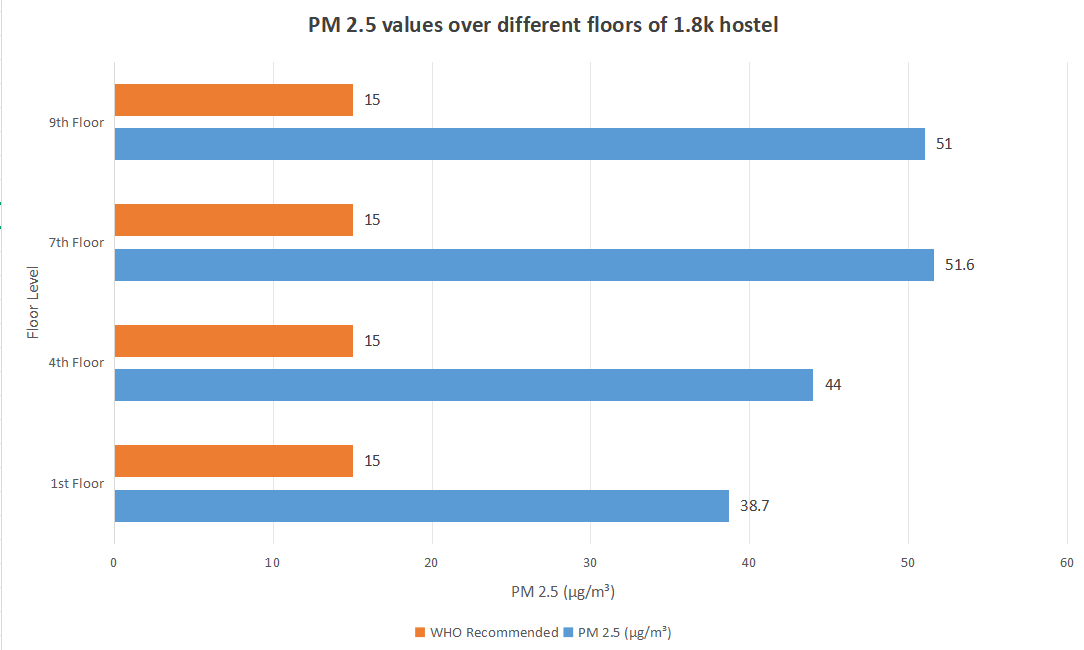 PM 2.5 values over different floors of 1.8k hostel
15
9th Floor
51
15
7th Floor
51.6
Floor Level
15
4th Floor
44
15
1st Floor
38.7
0 10 20 30 40 50 60
PM 2.5 (µg/m³)
WHO Recommended PM 2.5 (µg/m³)